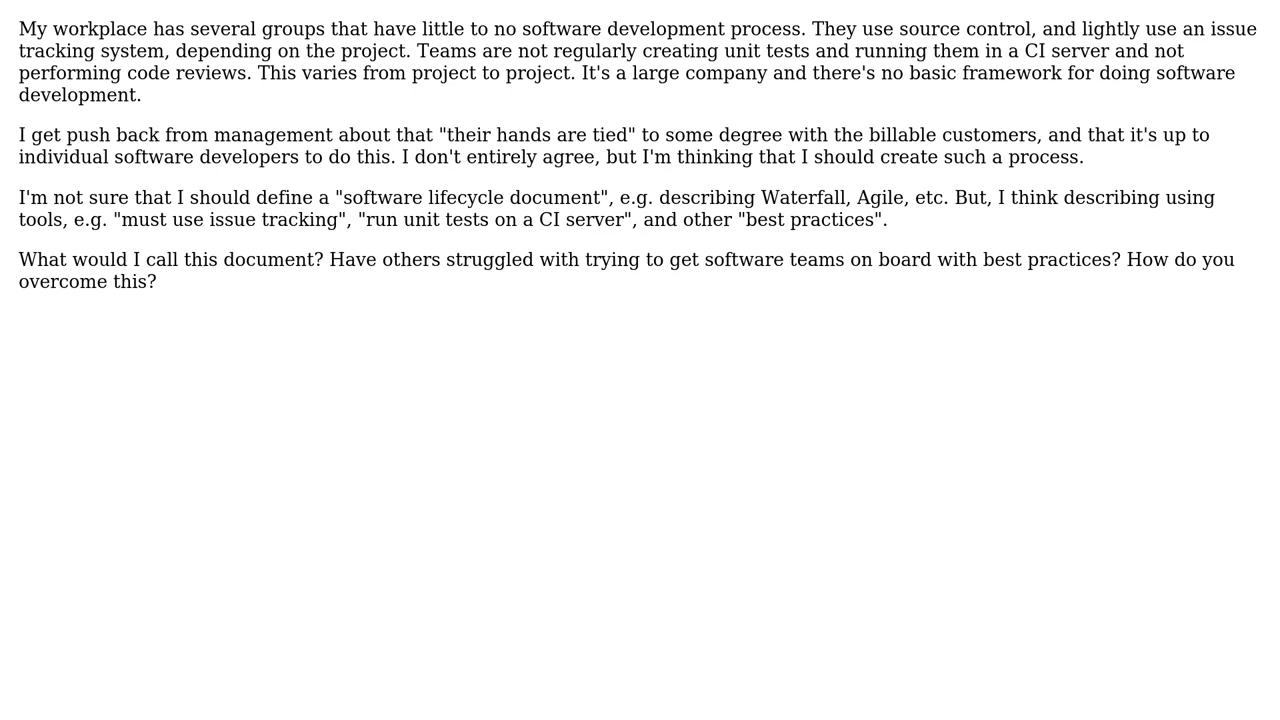 My workplace has several groups that have little to no software development process. They use source control, and lightly use an issue
tracking system, depending on the project. Teams are not regularly creating unit tests and running them in a CI server and not
performing code reviews. This varies from project to project. It's a large company and there's no basic framework for doing software
development.
I get push back from management about that "their hands are tied" to some degree with the billable customers, and that it's up to
individual software developers to do this. I don't entirely agree, but I'm thinking that I should create such a process.
I'm not sure that I should define a "software lifecycle document", e.g. describing Waterfall, Agile, etc. But, I think describing using
tools, e.g. "must use issue tracking", "run unit tests on a CI server", and other "best practices".
What would I call this document? Have others struggled with trying to get software teams on board with best practices? How do you
overcome this?